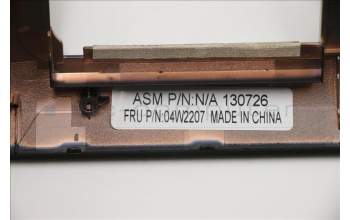 ASM P/N:N/A 130726
FRU P/N:04W2207 MADE IN CHINA